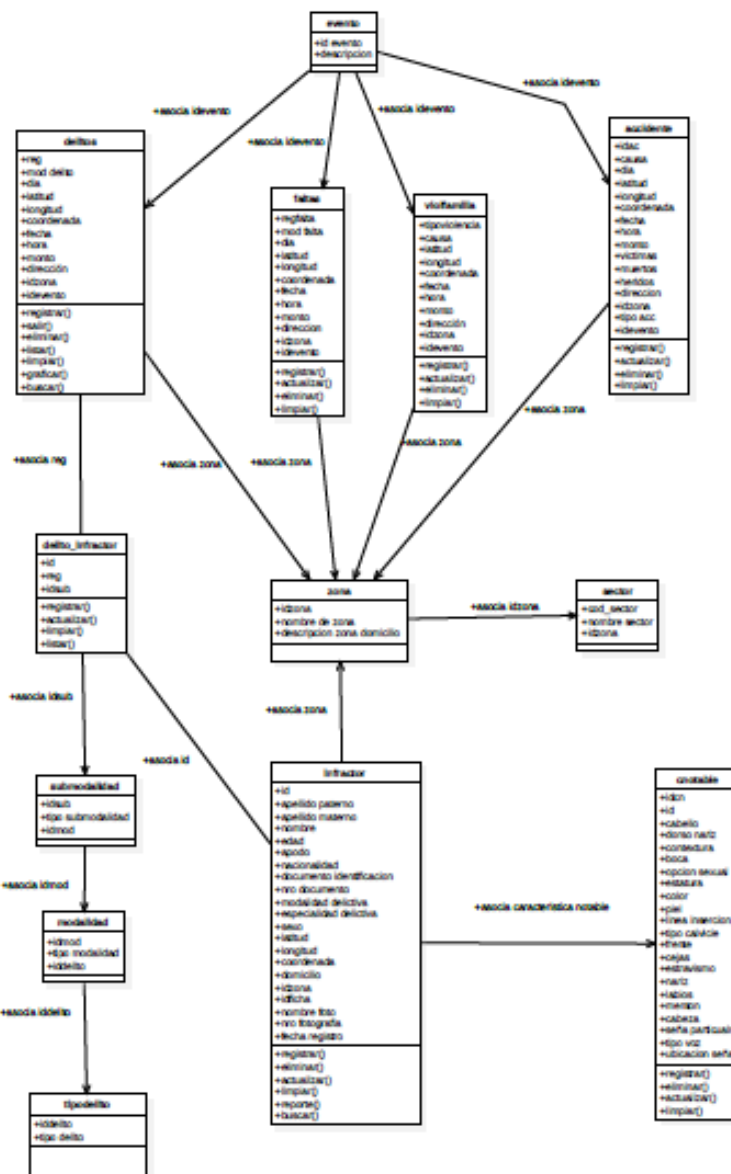 evento
+id evento
+descripcion
+asocia idevento
+asocia idevento
+asocia idevento
+asocia idevento
delitos
+reg
+mod delito
+dia
+latitud
+longitud
+coordenada
+fecha
+hora
+monto
+dirección
+idzona
+idevento
+registrar()
+salir()
+eliminar()
+listar()
+limpiar()
+graficar()
+buscar()
faltas
+regfalta
+mod falta
+dia
+latitud
+longitud
+coordenada
+fecha
+hora
+monto
+direccion
+idzona
+idevento
+registrar()
+actualizar()
+eliminar()
+limpiar()
violfamilia
+tipoviolencia
+causa
+latitud
+longitud
+coordenada
+fecha
+hora
+monto
+dirección
+idzona
+idevento
+registrar()
+actualizar()
+eliminar()
+limpiar()
accidente
+idac
+causa
+dia
+latitud
+longitud
+coordenada
+fecha
+hora
+monto
+victimas
+muertos
+heridos
+direccion
+idzona
+tipo acc
+idevento
+registrar()
+actualizar()
+eliminar()
+limpiar()
+asocia reg
+asocia zona
+asocia zona
+asocia zona
+asocia zona
delito_infractor
+id
+reg
+idsub
+registrar()
+actualizar()
+limpiar()
+listar()
zona
+idzona
+nombre de zona
+descripcion zona domicilio
+asocia idzona
sector
+cod_sector
+nombre sector
+idzona
+asocia idsub
+asocia id
+asocia zona
submodalidad
+idsub
+tipo submodalidad
+idmod
+asocia idmod
modalidad
+idmod
+tipo modalidad
+iddelito
+asocia iddelito
tipodelito
+iddelito
+tipo delito
infractor
+id
+apellido paterno
+apellido materno
+nombre
+edad
+apodo
+nacionalidad
+documento identificacion
+nro documento
+modalidad delictiva
+especialidad delictiva
+sexo
+latitud
+longitud
+coordenada
+domicilio
+idzona
+idficha
+nombre foto
+nro fotografia
+fecha registro
+registrar()
+eliminar()
+actualizar()
+limpiar()
+reporte()
+buscar()
+asocia caracteristica notable
cnotable
+idcn
+id
+cabello
+dorso nariz
+contextura
+boca
+opcion sexual
+estatura
+color
+piel
+linea insercion
+tipo calvicie
+frente
+cejas
+estravismo
+nariz
+labios
+menton
+cabeza
+seña particular
+tipo voz
+ubicacion seña
+registrar()
+eliminar()
+actualizar()
+limpiar()